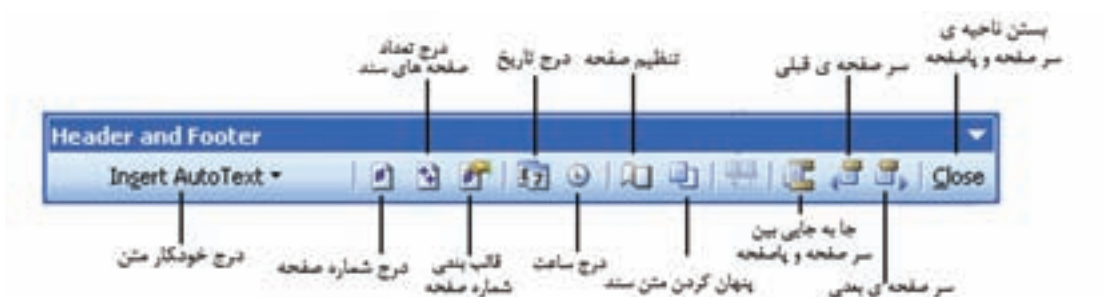 بستن ناحیه ی
سر صفحه و پاصفحه
سر صفحه ی قبلی
تنظیم صفحه
درج تاریخ
درج تعداد
صفحه های سند
Header and Footer
Insert AutoText
Close
درج خودکار متن
درج شماره صفحه
قالب بندی
شماره صفحه
درج ساعت
پنهان کردن متن سند
جا به جایی بین
سر صفحه و پاصفحه
سر صفحه ی بعدی